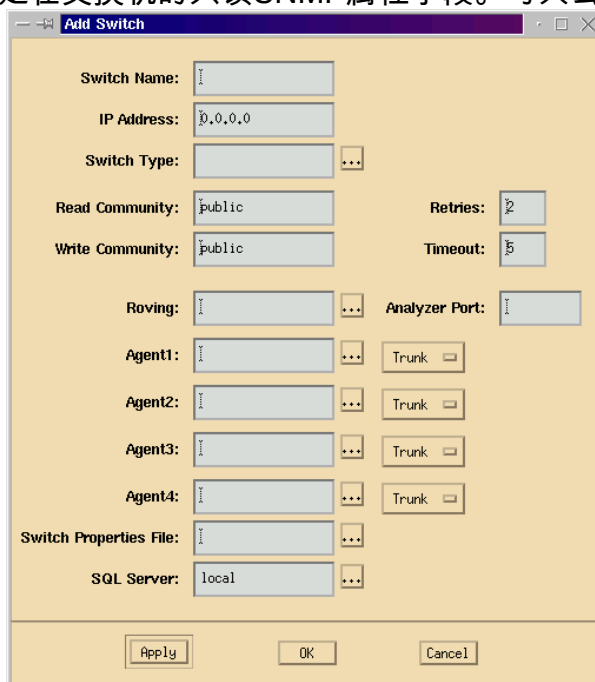 Add Switch
Switch Name:
IP Address: 0.0.0.0
Switch Type: ...
Read Community: public Retries: 2
Write Community: public Timeout: 5
Roving: ... Analyzer Port:
Agent1: ... Trunk
Agent2: ... Trunk
Agent3: ... Trunk
Agent4: ... Trunk
Switch Properties File: ...
SQL Server: local ...
Apply OK Cancel